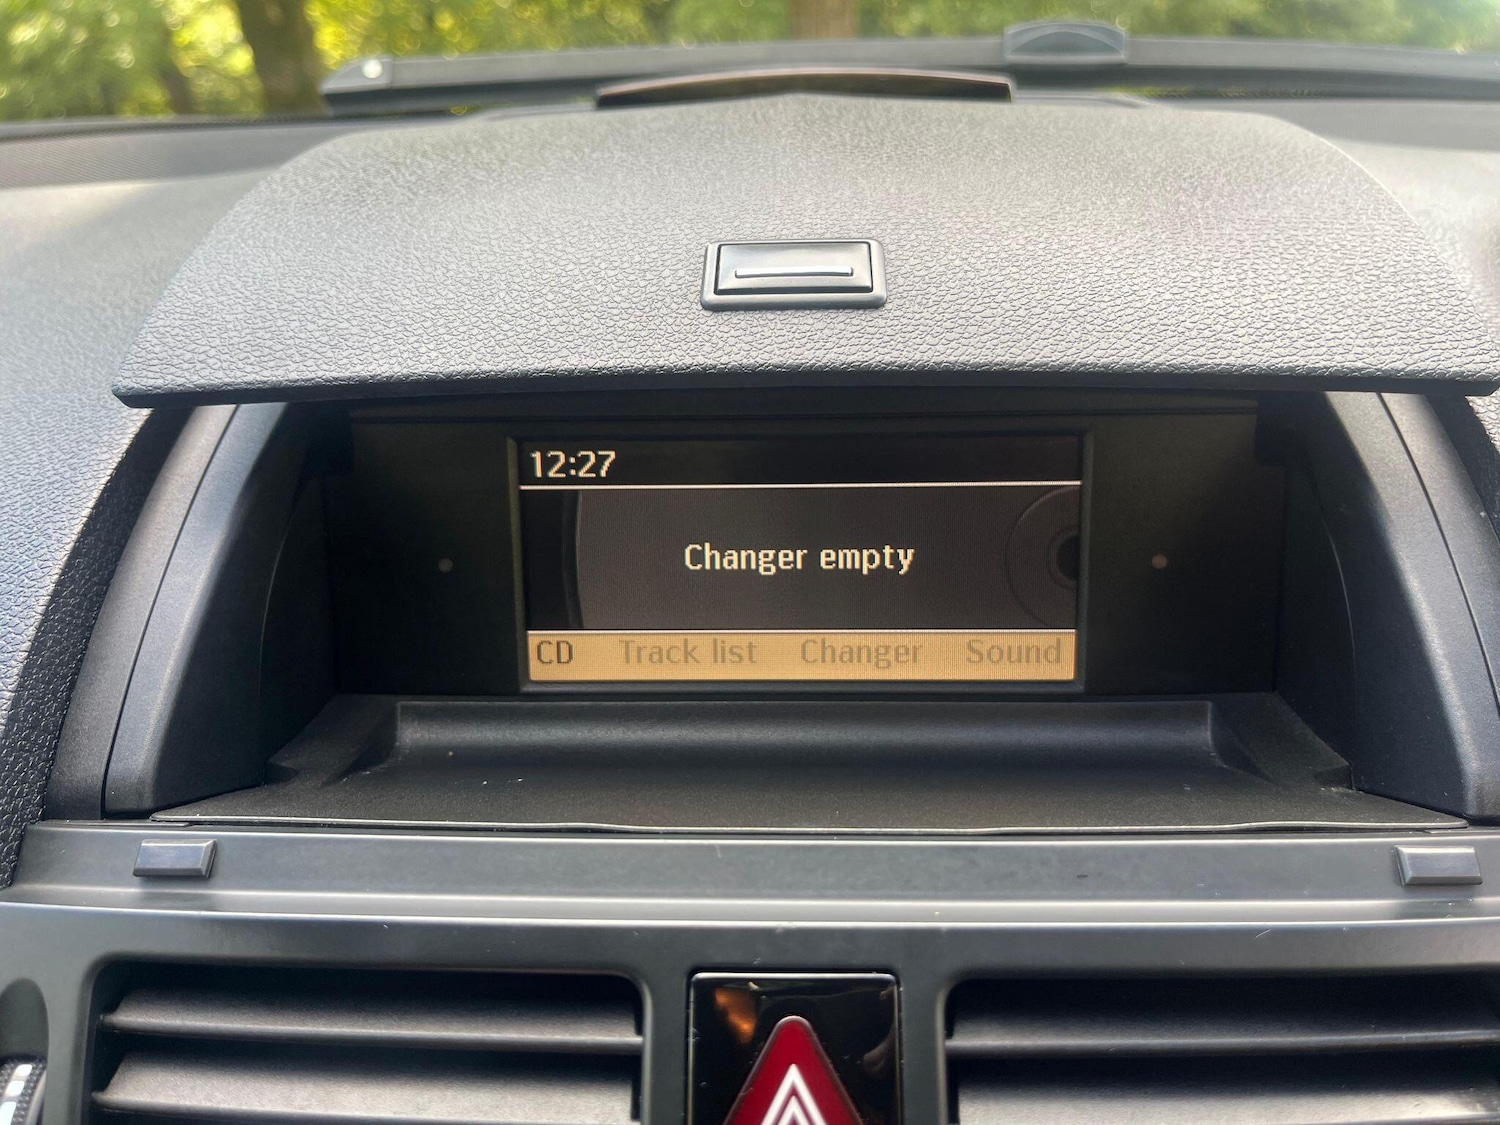 12:27
Changer empty
CD Track list Changer Sound